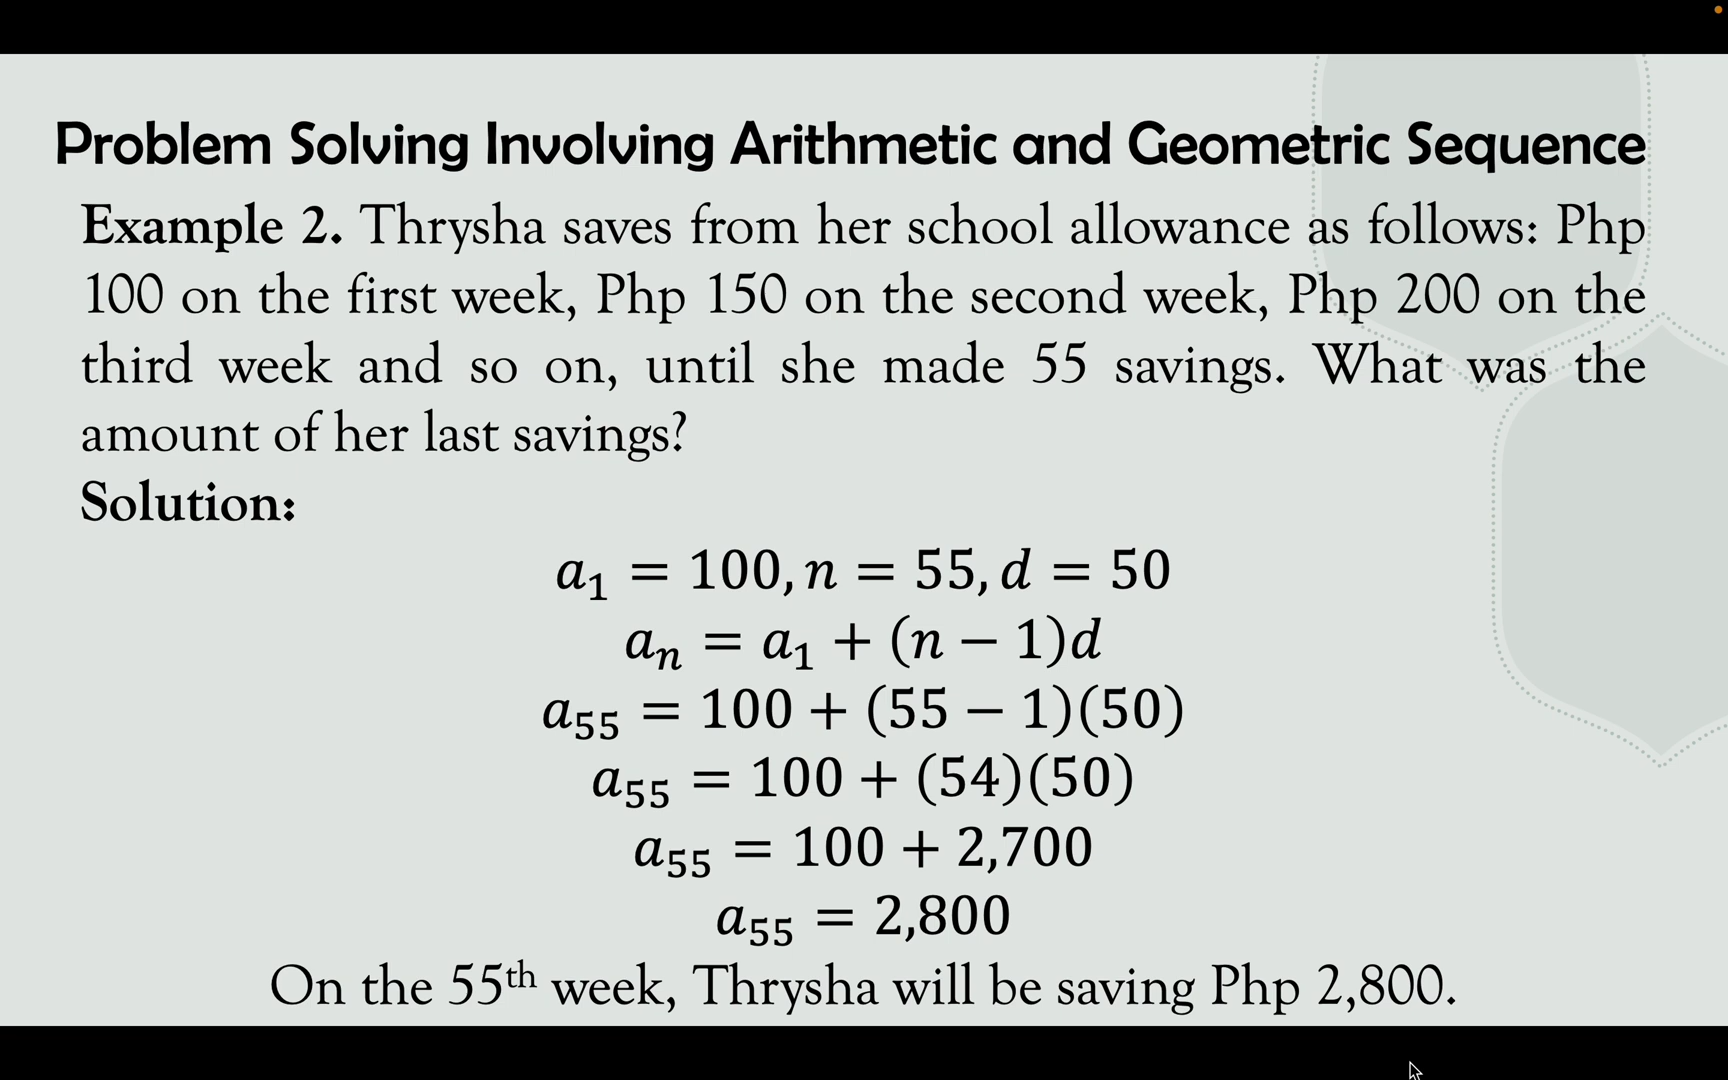 Problem Solving Involving Arithmetic and Geometric Sequence
Example 2. Thrysha saves from her school allowance as follows: Php
100 on the first week, Php 150 on the second week, Php 200 on the
third week and so on, until she made 55 savings. What was the
amount of her last savings?
Solution:
a₁ = 100, n = 55, d = 50
aₙ = a₁ + (n − 1)d
a₅₅ = 100 + (55 − 1)(50)
a₅₅ = 100 + (54)(50)
a₅₅ = 100 + 2,700
a₅₅ = 2,800
On the 55ᵗʰ week, Thrysha will be saving Php 2,800.